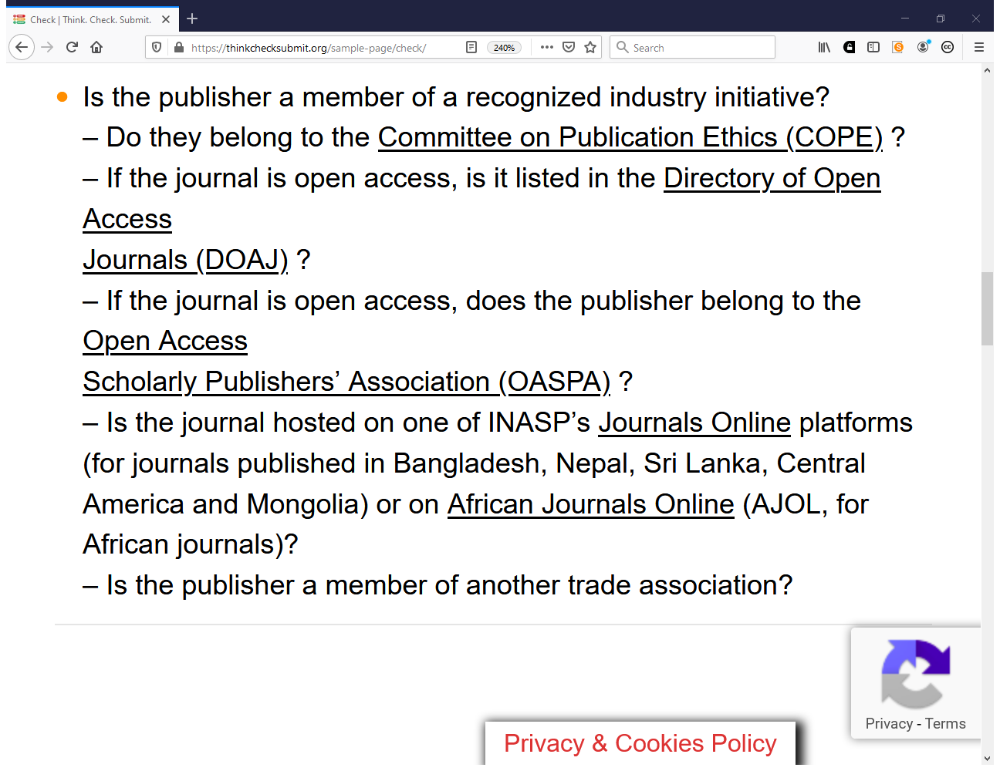 Check | Think. Check. Submit.
https://thinkchecksubmit.org/sample-page/check/
240%
Search
Is the publisher a member of a recognized industry initiative?
– Do they belong to the Committee on Publication Ethics (COPE) ?
– If the journal is open access, is it listed in the Directory of Open
Access
Journals (DOAJ) ?
– If the journal is open access, does the publisher belong to the
Open Access
Scholarly Publishers’ Association (OASPA) ?
– Is the journal hosted on one of INASP’s Journals Online platforms
(for journals published in Bangladesh, Nepal, Sri Lanka, Central
America and Mongolia) or on African Journals Online (AJOL, for
African journals)?
– Is the publisher a member of another trade association?
Privacy - Terms
Privacy & Cookies Policy